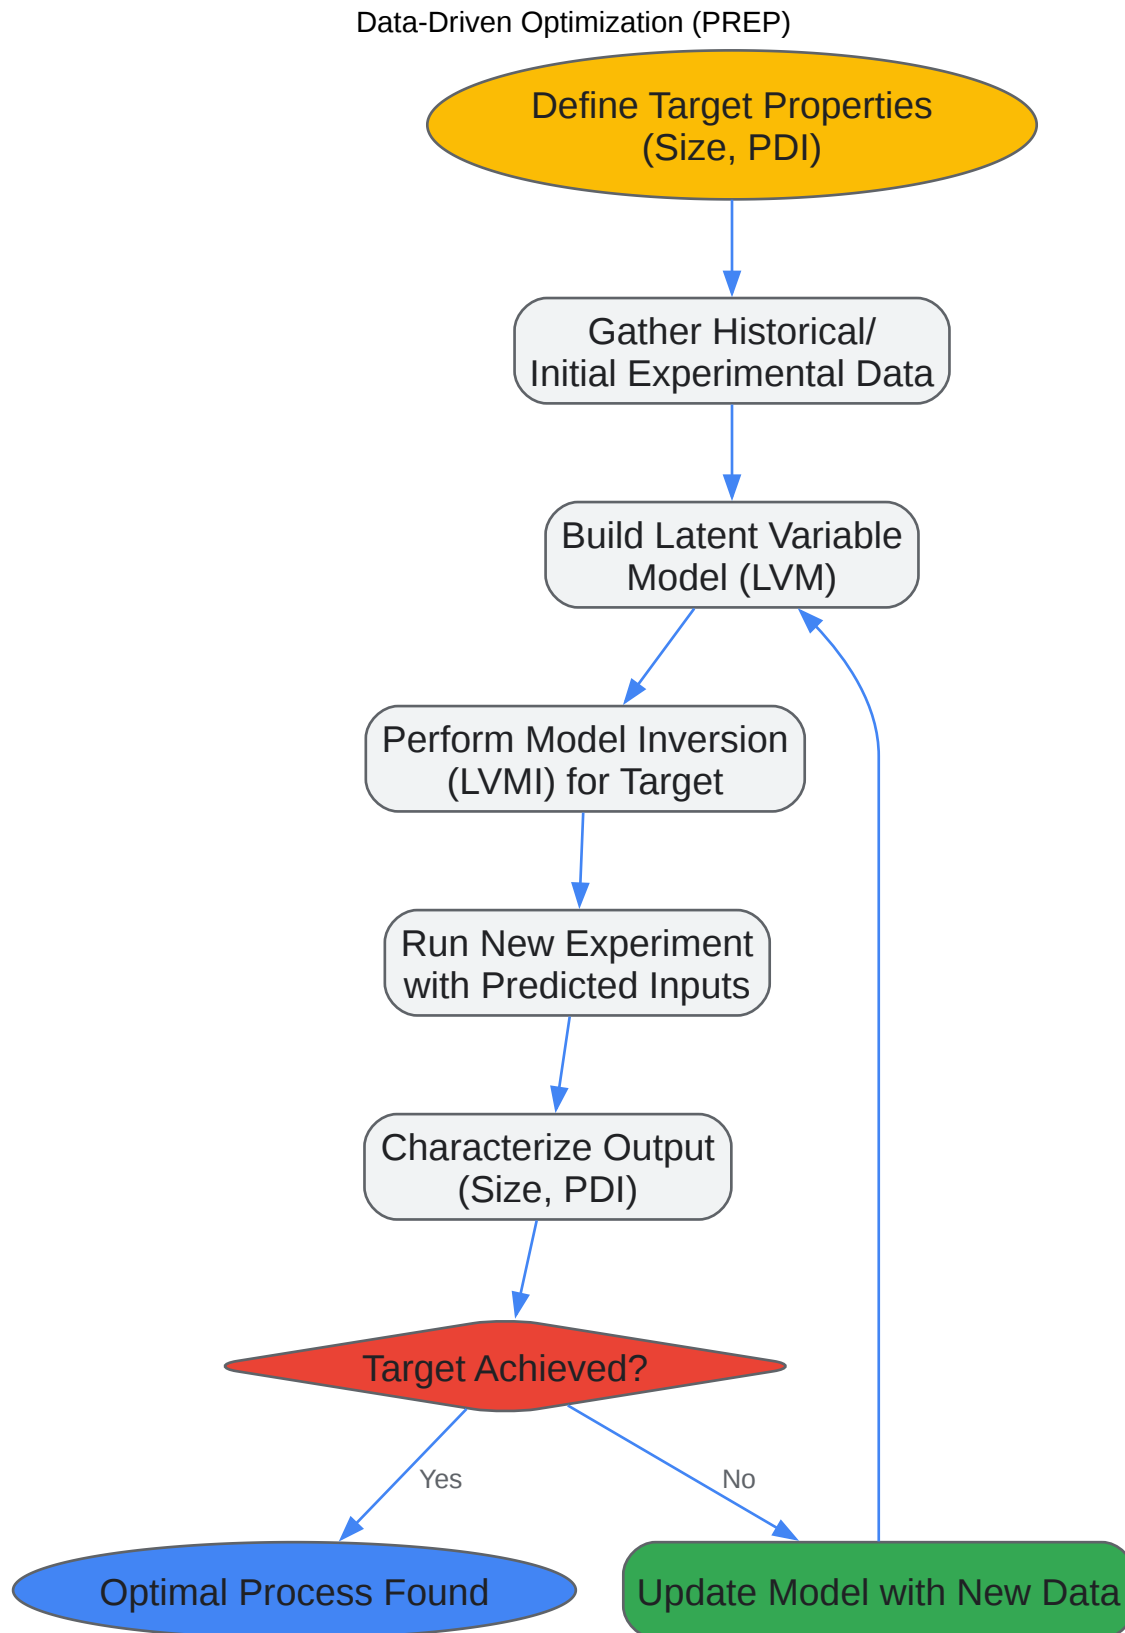 Data-Driven Optimization (PREP)
Define Target Properties
(Size, PDI)
Gather Historical/
Initial Experimental Data
Build Latent Variable
Model (LVM)
Perform Model Inversion
(LVMI) for Target
Run New Experiment
with Predicted Inputs
Characterize Output
(Size, PDI)
Target Achieved?
Yes
No
Optimal Process Found
Update Model with New Data